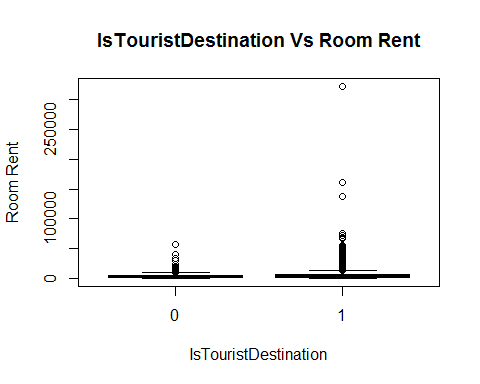 IsTouristDestination Vs Room Rent
Room Rent
250000
100000
0
0 1
IsTouristDestination